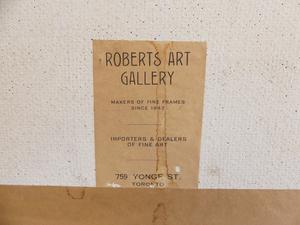 ROBERTS ART
GALLERY
MAKERS OF FINE FRAMES
SINCE 1842
IMPORTERS & DEALERS
OF FINE ART
759 YONGE ST.
TORONTO